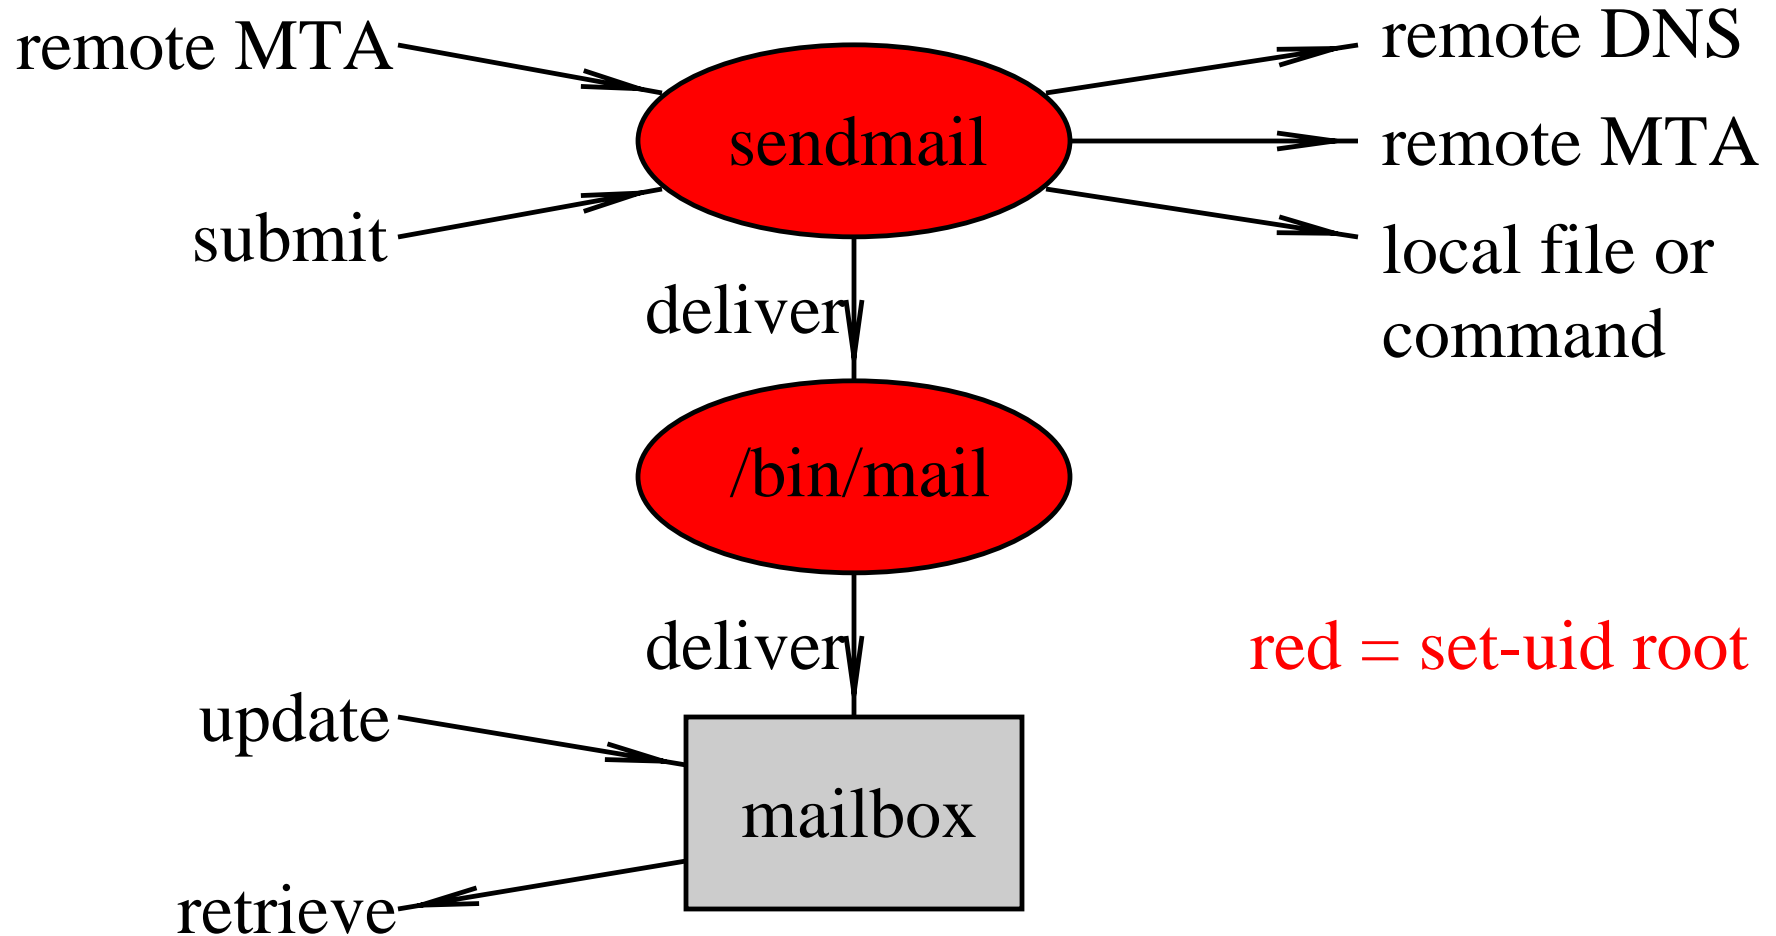 remote MTA
sendmail
remote DNS
remote MTA
submit
local file or
command
deliver
/bin/mail
deliver
red = set-uid root
update
mailbox
retrieve